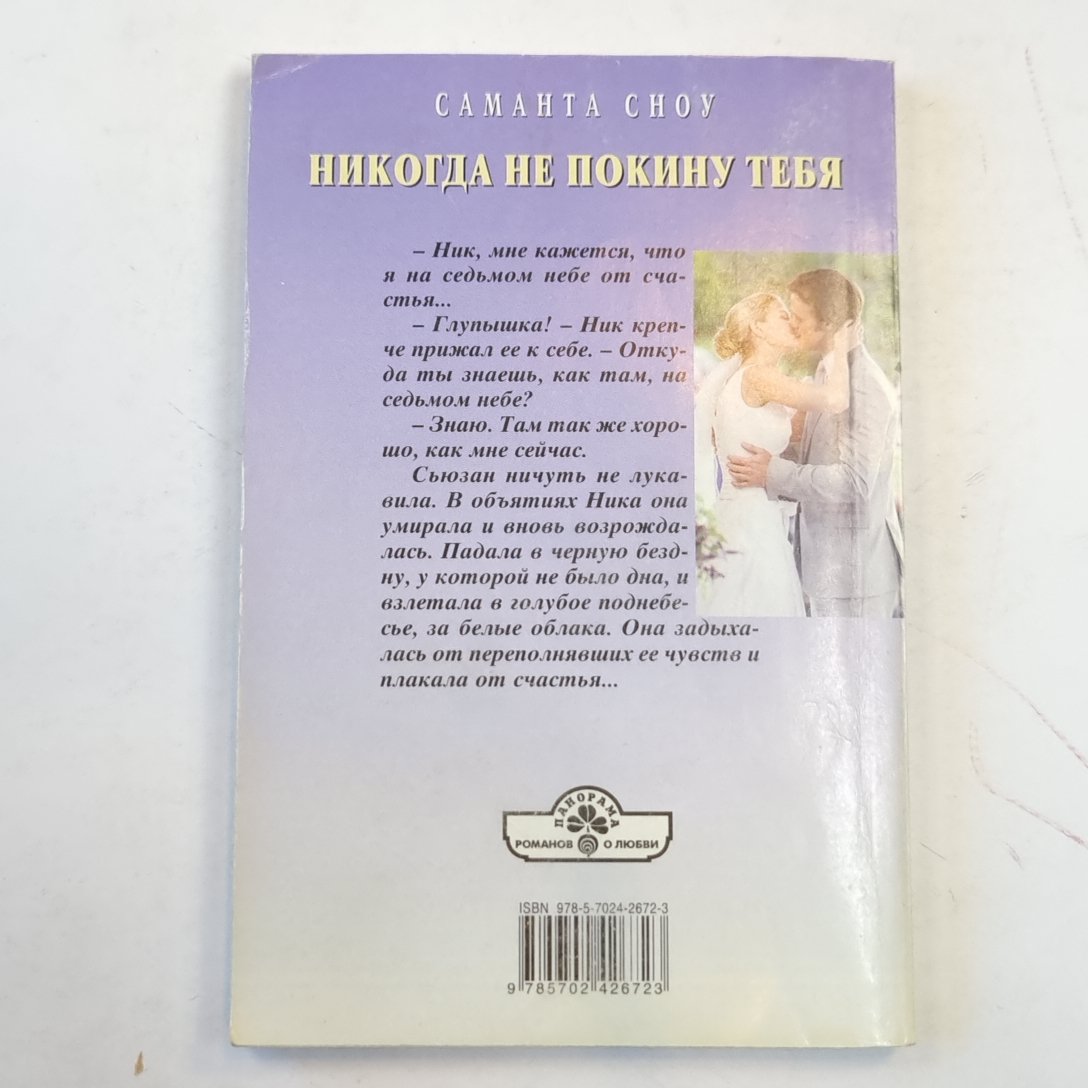 САМАНТА СНОУ
НИКОГДА НЕ ПОКИНУ ТЕБЯ
– Ник, мне кажется, что
я на седьмом небе от сча-
стья...
– Глупышка! – Ник креп-
че прижал ее к себе. – Отку-
да ты знаешь, как там, на
седьмом небе?
– Знаю. Там так же хоро-
шо, как мне сейчас.
Сьюзан ничуть не лука-
вила. В объятиях Ника она
умирала и вновь возрожда-
лась. Падала в черную безд-
ну, у которой не было дна, и
взлетала в голубое поднебе-
сье, за белые облака. Она задыха-
лась от переполнявших ее чувств и
плакала от счастья...
ПАНОРАМА
РОМАНОВ О ЛЮБВИ
ISBN 978-5-7024-2672-3
9 785702 426723